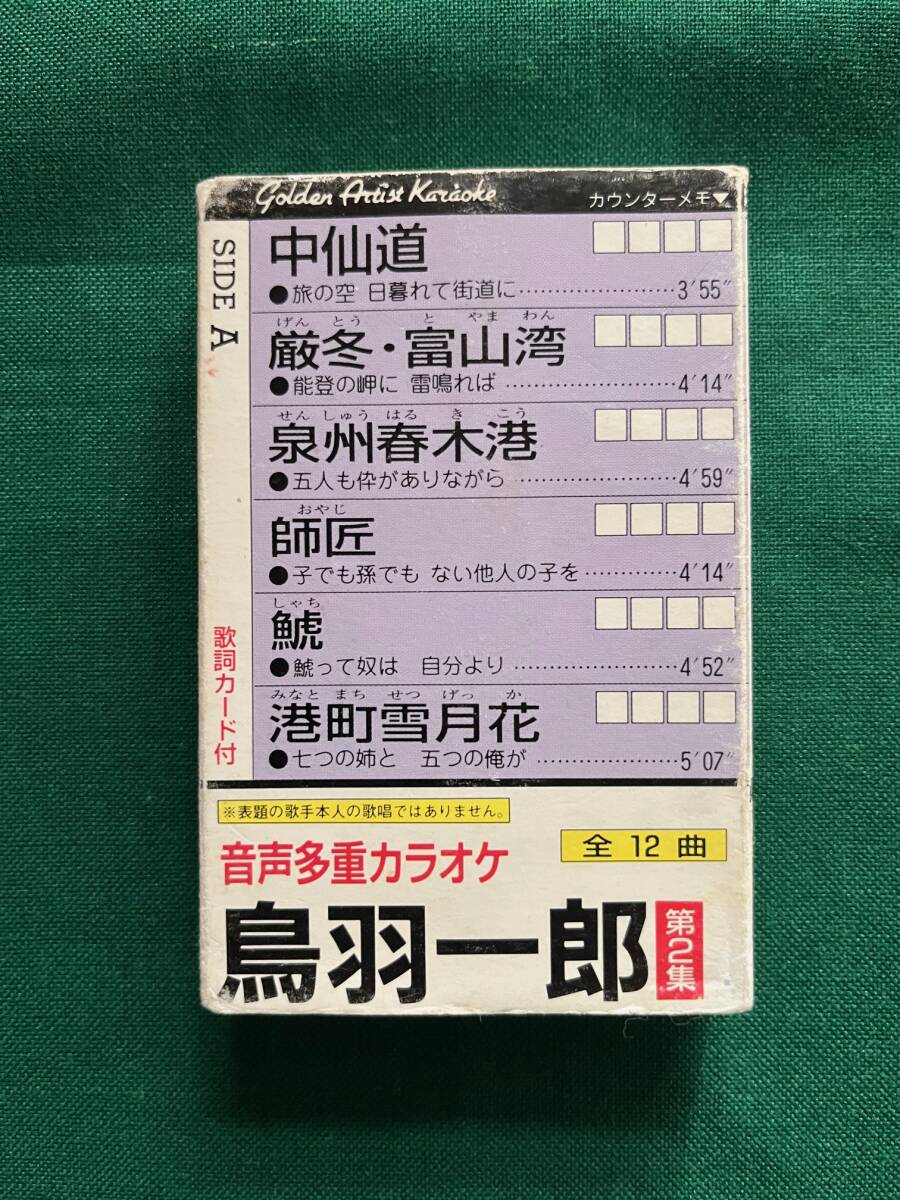 Golden Artist Karaoke
カウンターメモ▼
SIDE A
歌詞カード付
中仙道
●旅の空 日暮れて街道に…………………3′55″
げん とう と やま わん
厳冬・富山湾
●能登の岬に 雷鳴れば……………………4′14″
せん しゅう はる き こう
泉州春木港
●五人も伜がありながら……………………4′59″
おやじ
師匠
●子でも孫でも ない他人の子を…………4′14″
しゃち
鯱
●鯱って奴は 自分より……………………4′52″
みなと まち せつ げっ か
港町雪月花
●七つの姉と 五つの俺が…………………5′07″
※表題の歌手本人の歌唱ではありません。
全12曲
音声多重カラオケ
鳥羽一郎
第2集